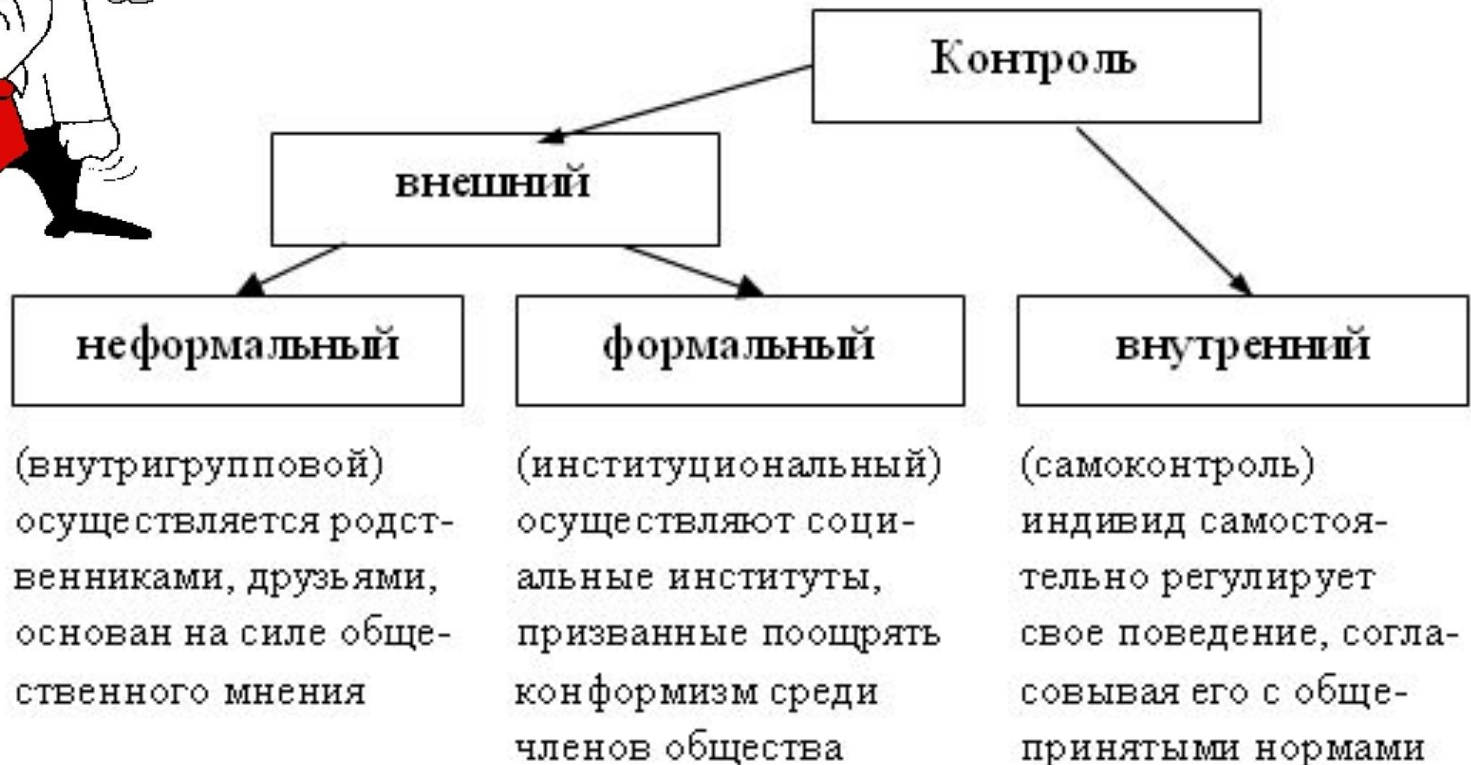 Контроль
внешний
неформальный
формальный
внутренний
(внутригрупповой)
осуществляется родст-
венниками, друзьями,
основан на силе обще-
ственного мнения
(институциональный)
осуществляют соци-
альные институты,
призванные поощрять
конформизм среди
членов общества
(самоконтроль)
индивид самостоя-
тельно регулирует
свое поведение, согла-
совывая его с обще-
принятыми нормами